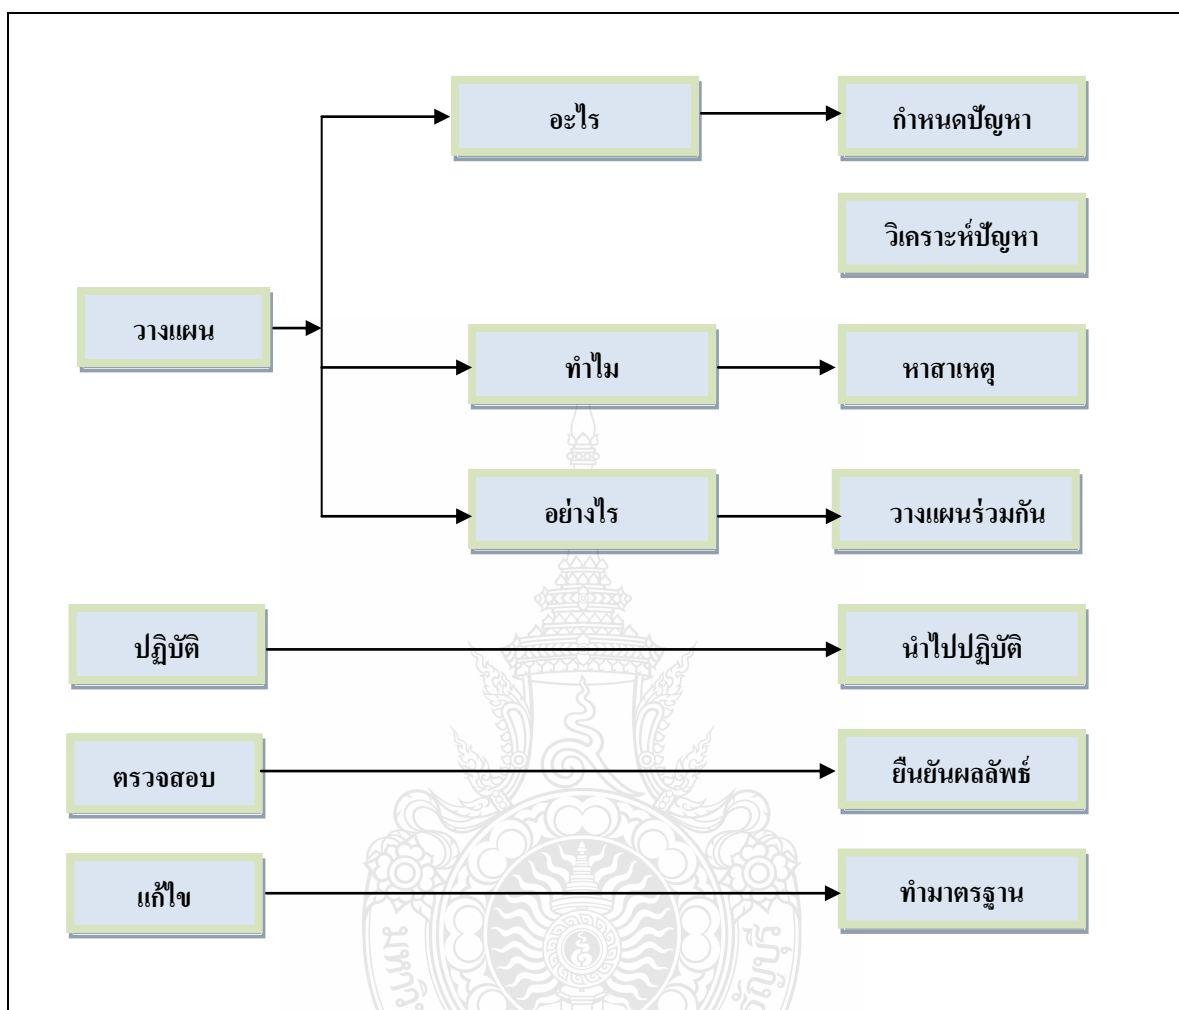 อะไร
กำหนดปัญหา
วิเคราะห์ปัญหา
วางแผน
ทำไม
หาสาเหตุ
อย่างไร
วางแผนร่วมกัน
ปฏิบัติ
นำไปปฏิบัติ
ตรวจสอบ
ยืนยันผลลัพธ์
แก้ไข
ทำมาตรฐาน